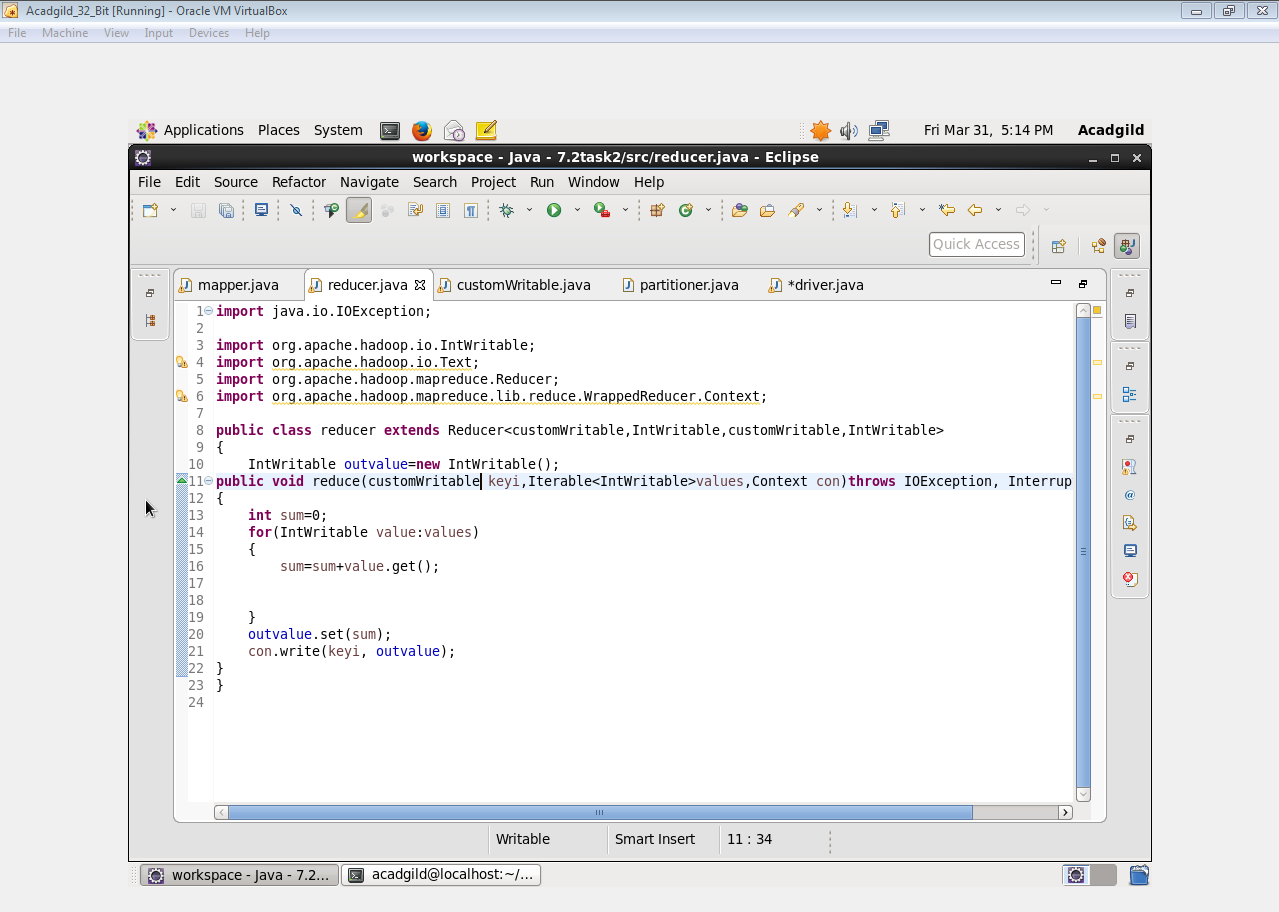 Acadgild_32_Bit [Running] - Oracle VM VirtualBox
File Machine View Input Devices Help
Applications Places System Fri Mar 31, 5:14 PM Acadgild
workspace - Java - 7.2task2/src/reducer.java - Eclipse
File Edit Source Refactor Navigate Search Project Run Window Help
Quick Access
mapper.java reducer.java customWritable.java partitioner.java *driver.java
1 import java.io.IOException;
2
3 import org.apache.hadoop.io.IntWritable;
4 import org.apache.hadoop.io.Text;
5 import org.apache.hadoop.mapreduce.Reducer;
6 import org.apache.hadoop.mapreduce.lib.reduce.WrappedReducer.Context;
7
8 public class reducer extends Reducer<customWritable,IntWritable,customWritable,IntWritable>
9 {
10     IntWritable outvalue=new IntWritable();
11 public void reduce(customWritable keyi,Iterable<IntWritable>values,Context con)throws IOException, Interrup
12 {
13     int sum=0;
14     for(IntWritable value:values)
15     {
16         sum=sum+value.get();
17
18
19     }
20     outvalue.set(sum);
21     con.write(keyi, outvalue);
22 }
23 }
24
Writable Smart Insert 11 : 34
workspace - Java - 7.2... acadgild@localhost:~/...